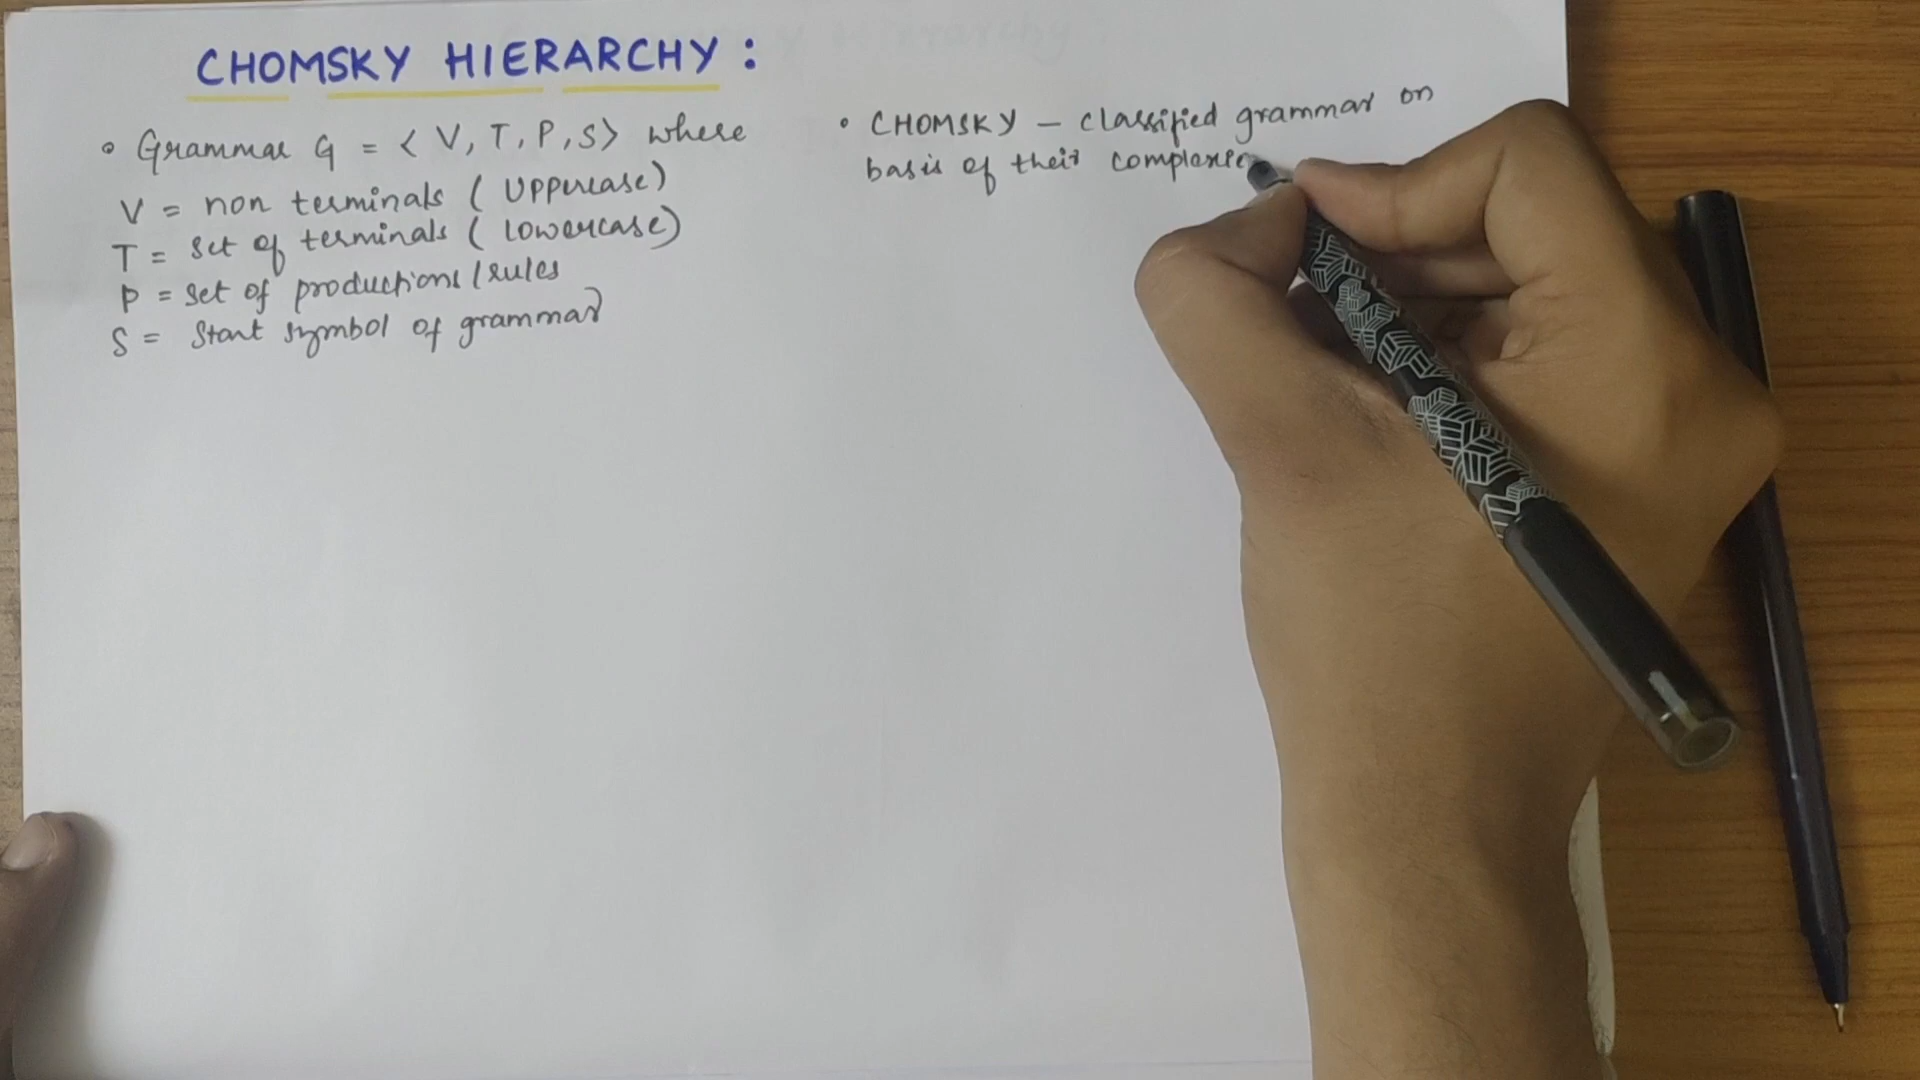 CHOMSKY HIERARCHY :
• Grammar G = < V, T, P, S > where
V = non terminals ( Uppercase)
T = set of terminals ( lowercase)
P = set of productions / rules
S = Start symbol of grammar
• CHOMSKY – classified grammar on
basis of their